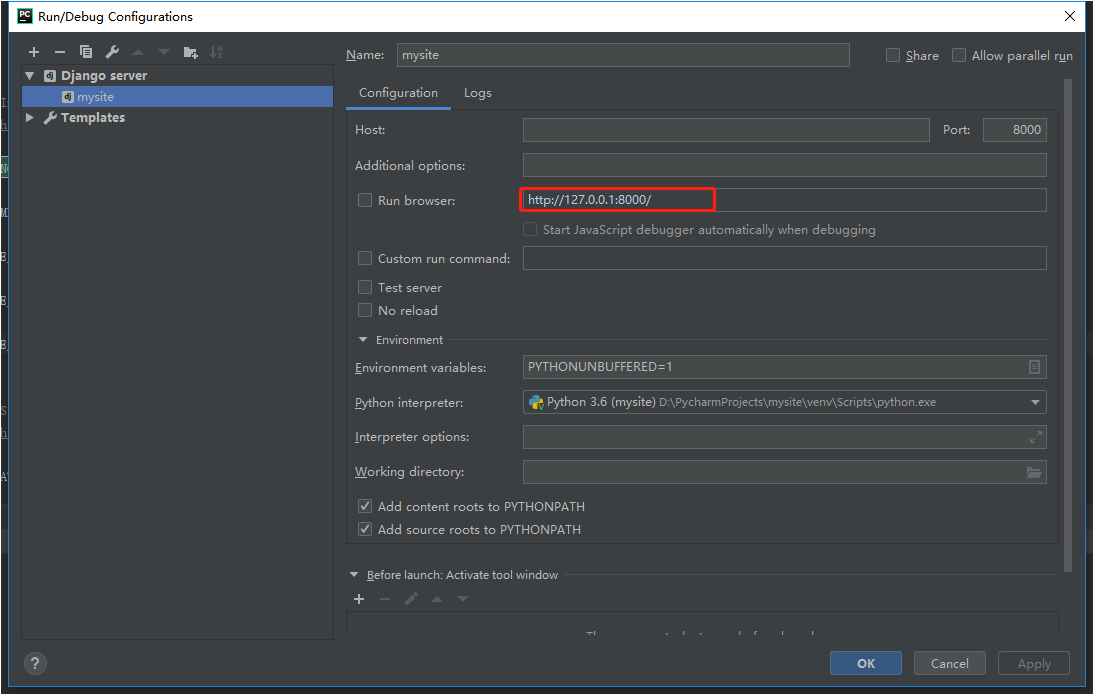 PC Run/Debug Configurations
Name: mysite Share Allow parallel run
dj Django server
dj mysite
Templates
Configuration Logs
Host: Port: 8000
Additional options:
Run browser: http://127.0.0.1:8000/
Start JavaScript debugger automatically when debugging
Custom run command:
Test server
No reload
Environment
Environment variables: PYTHONUNBUFFERED=1
Python interpreter: Python 3.6 (mysite) D:\PycharmProjects\mysite\venv\Scripts\python.exe
Interpreter options:
Working directory:
Add content roots to PYTHONPATH
Add source roots to PYTHONPATH
Before launch: Activate tool window
? OK Cancel Apply